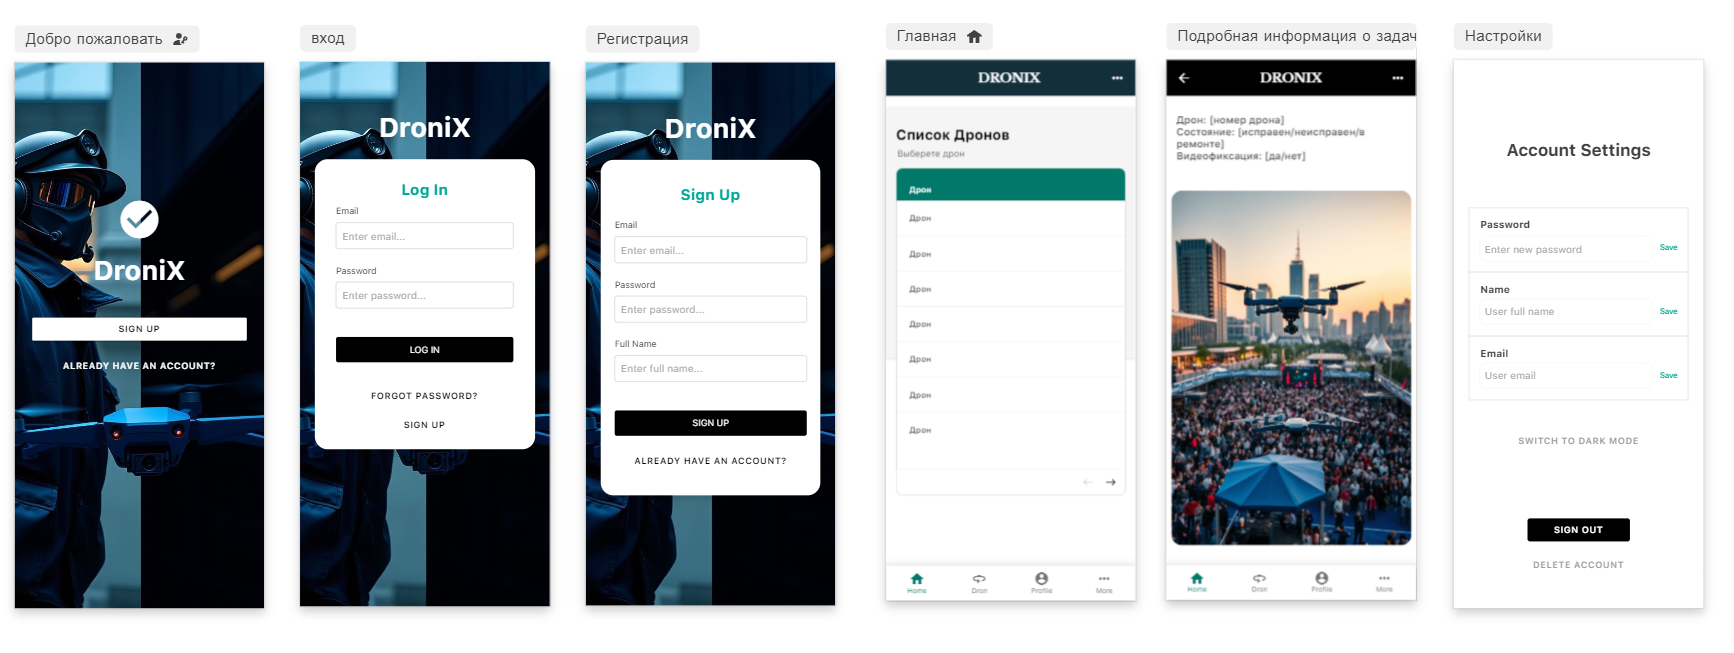 Добро пожаловать
DroniX
SIGN UP
ALREADY HAVE AN ACCOUNT?
вход
DroniX
Log In
Email
Enter email...
Password
Enter password...
LOG IN
FORGOT PASSWORD?
SIGN UP
Регистрация
DroniX
Sign Up
Email
Enter email...
Password
Enter password...
Full Name
Enter full name...
SIGN UP
ALREADY HAVE AN ACCOUNT?
Главная
DRONIX
Список Дронов
Выберете дрон
Дрон
Дрон
Дрон
Дрон
Дрон
Дрон
Дрон
Дрон
Home
Dron
Profile
More
Подробная информация о задач
DRONIX
Дрон: [номер дрона]
Состояние: [исправен/неисправен/в
ремонте]
Видеофиксация: [да/нет]
Home
Dron
Profile
More
Настройки
Account Settings
Password
Enter new password
Save
Name
User full name
Save
Email
User email
Save
SWITCH TO DARK MODE
SIGN OUT
DELETE ACCOUNT